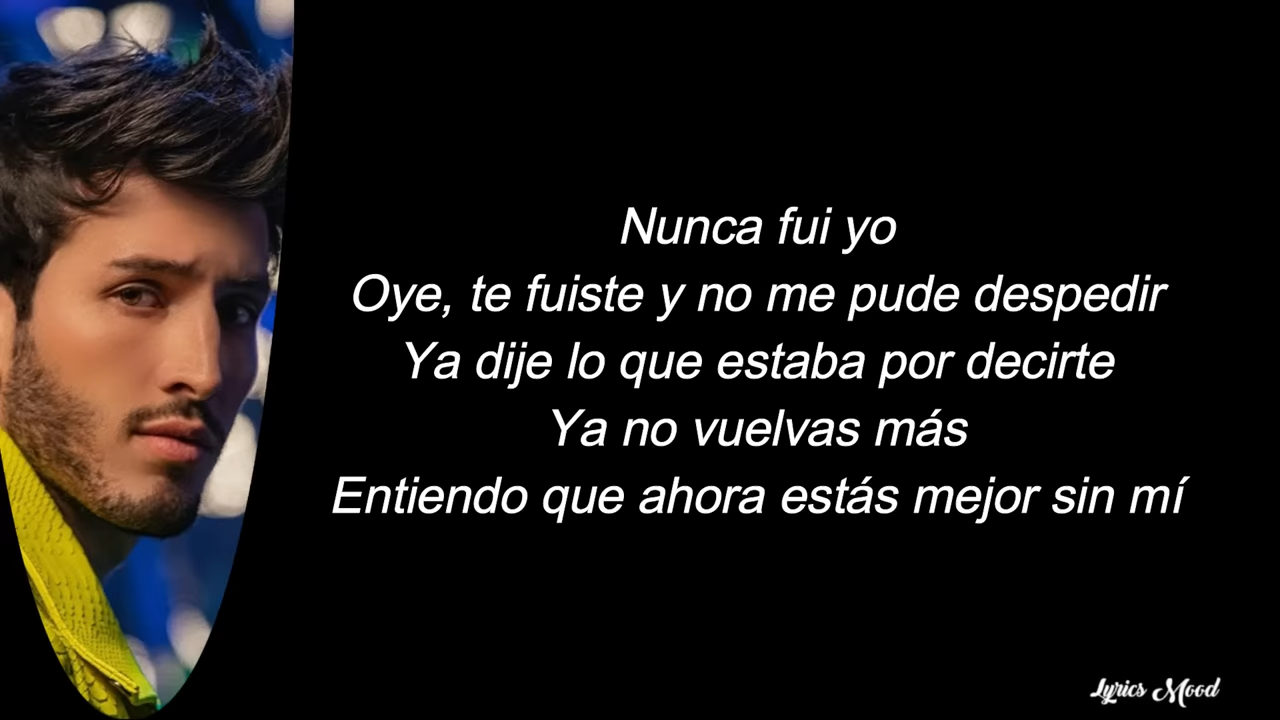 Nunca fui yo
Oye, te fuiste y no me pude despedir
Ya dije lo que estaba por decirte
Ya no vuelvas más
Entiendo que ahora estás mejor sin mí
Lyrics Mood